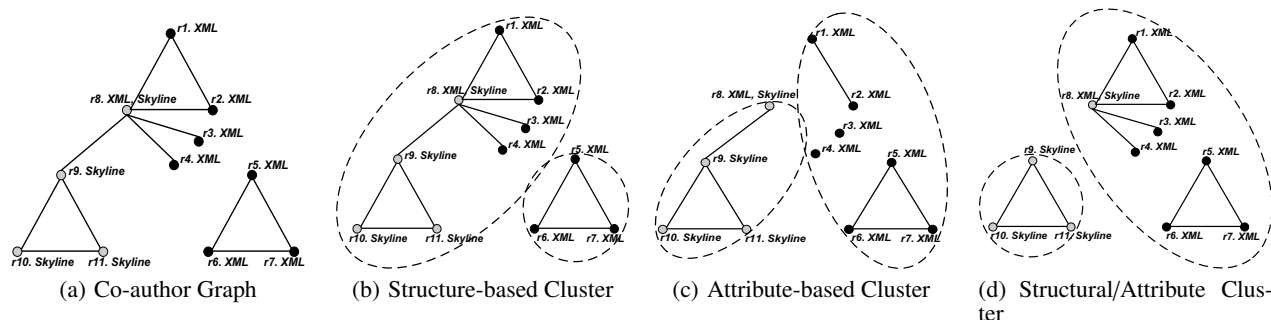 r1. XML
r8. XML, Skyline
r2. XML
r3. XML
r4. XML
r9. Skyline
r5. XML
r10. Skyline
r11. Skyline
r6. XML
r7. XML
(a) Co-author Graph
r1. XML
r8. XML, Skyline
r2. XML
r3. XML
r4. XML
r9. Skyline
r5. XML
r10. Skyline
r11. Skyline
r6. XML
r7. XML
(b) Structure-based Cluster
r1. XML
r8. XML, Skyline
r2. XML
r3. XML
r4. XML
r9. Skyline
r5. XML
r10. Skyline
r11. Skyline
r6. XML
r7. XML
(c) Attribute-based Cluster
r1. XML
r8. XML, Skyline
r2. XML
r3. XML
r4. XML
r9. Skyline
r5. XML
r10. Skyline
r11. Skyline
r6. XML
r7. XML
(d) Structural/Attribute Clus-
ter